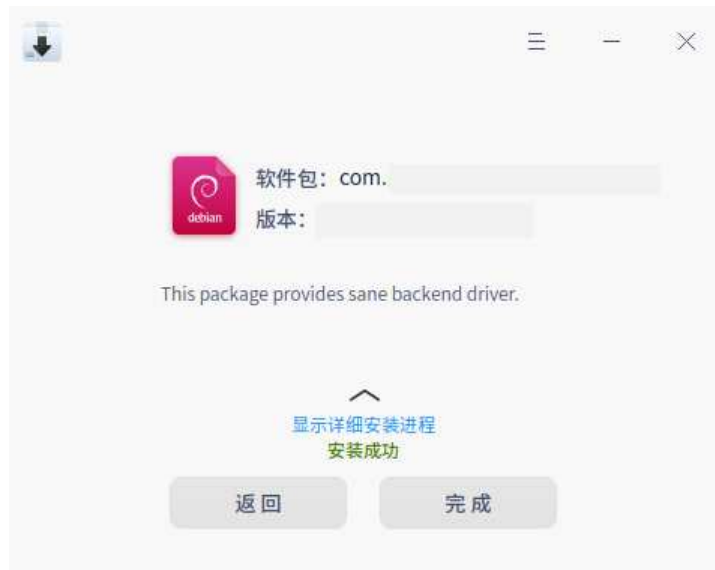 debian
软件包：com.
版本：
This package provides sane backend driver.
显示详细安装进程
安装成功
返回
完成